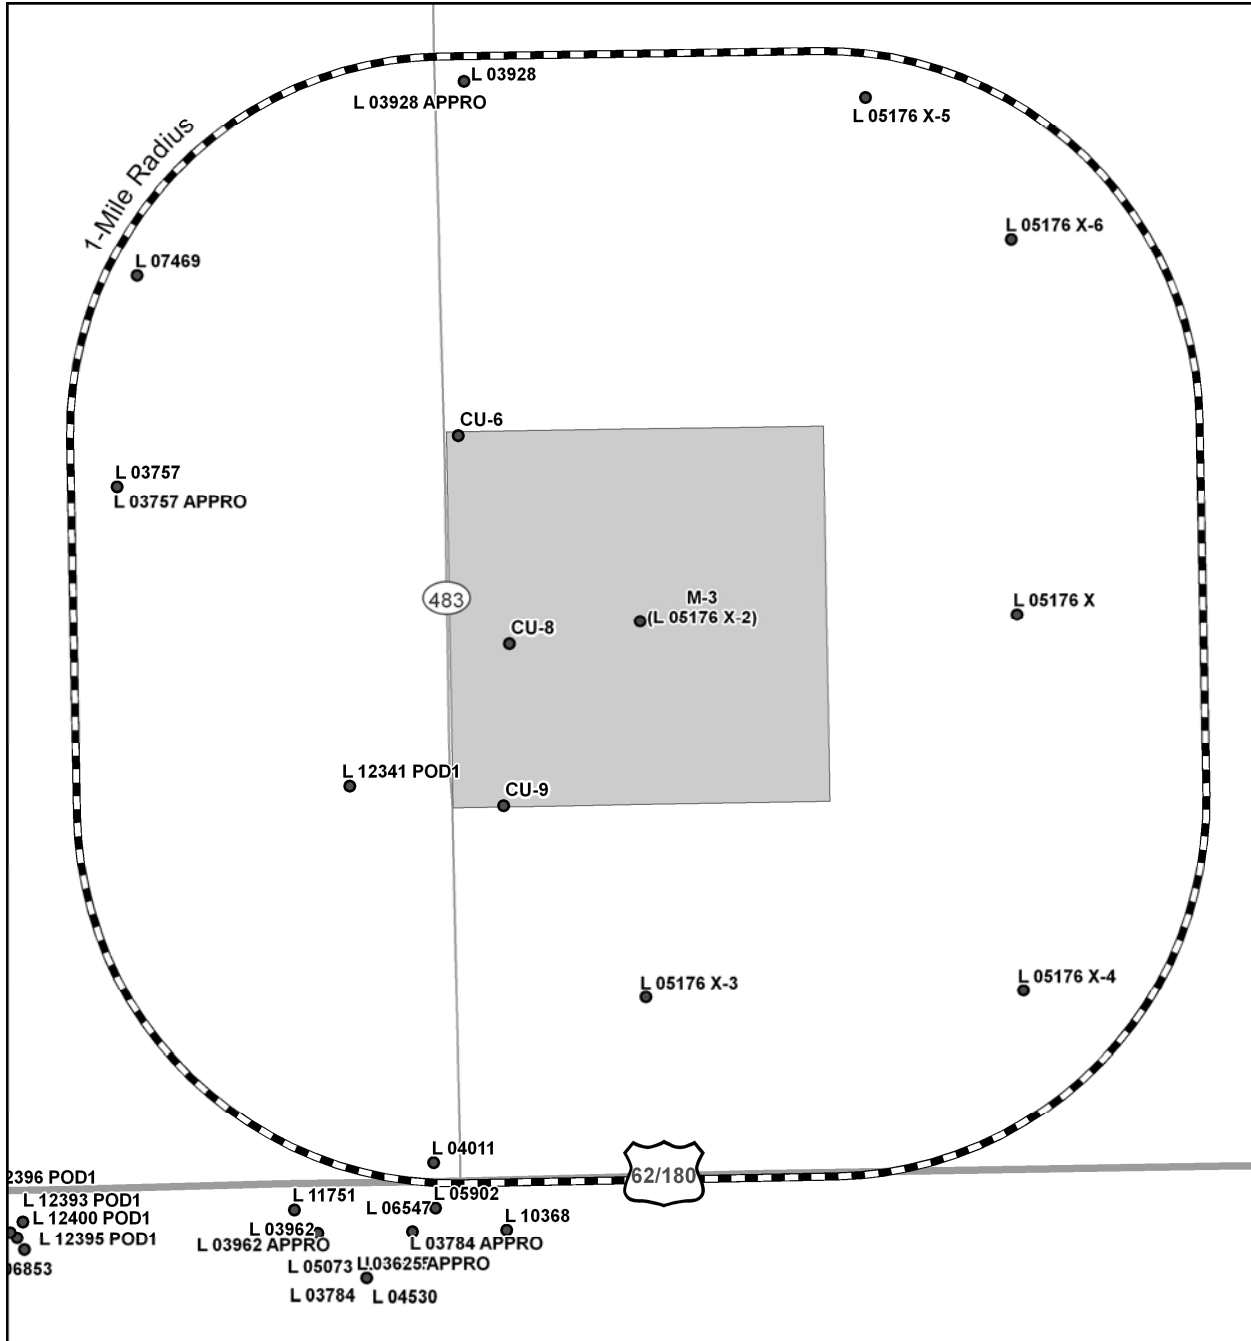 L 03928
L 03928 APPRO
L 05176 X-5
1-Mile Radius
L 05176 X-6
L 07469
CU-6
L 03757
L 03757 APPRO
483
M-3
(L 05176 X-2)
L 05176 X
CU-8
L 12341 POD1
CU-9
L 05176 X-3
L 05176 X-4
L 04011
62/180
2396 POD1
L 12393 POD1
L 11751
L 05902
L 06547
L 12400 POD1
L 10368
L 03962
L 12395 POD1
L 03962 APPRO
L 03784 APPRO
06853
L 05073
APPRO
L 03784
L 04530